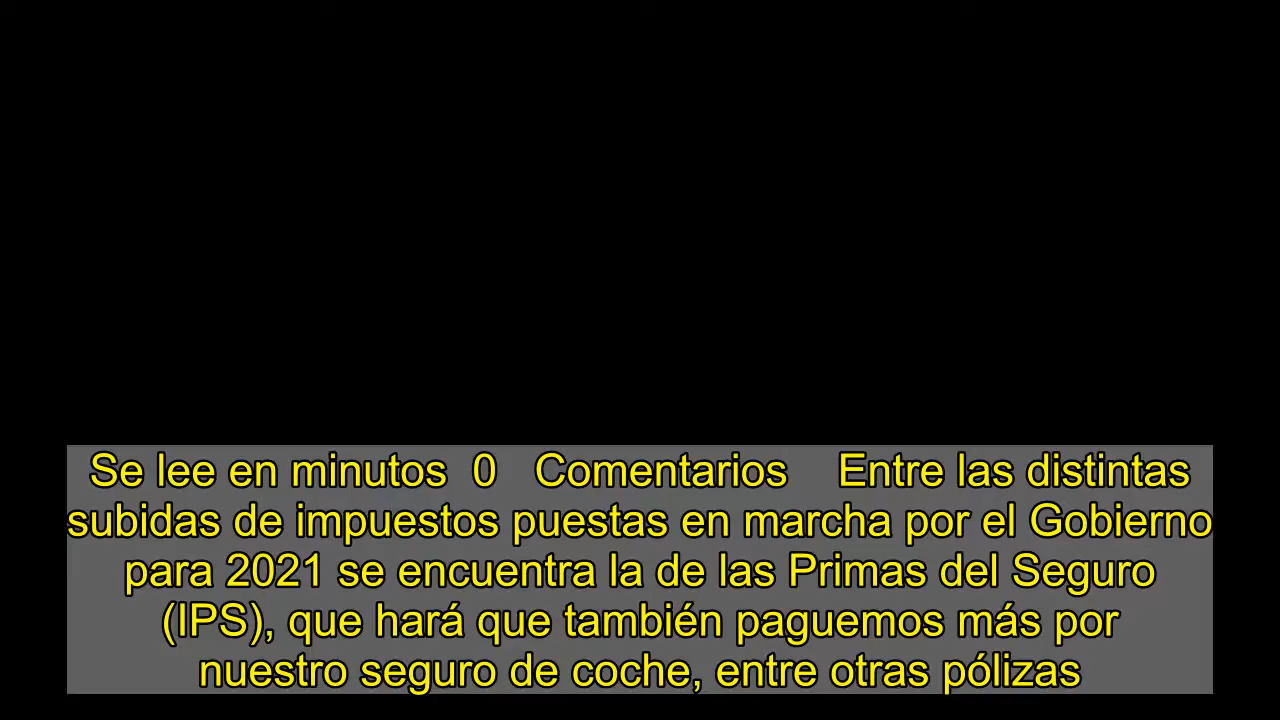 Se lee en minutos  0   Comentarios    Entre las distintas
subidas de impuestos puestas en marcha por el Gobierno
para 2021 se encuentra la de las Primas del Seguro
(IPS), que hará que también paguemos más por
nuestro seguro de coche, entre otras pólizas